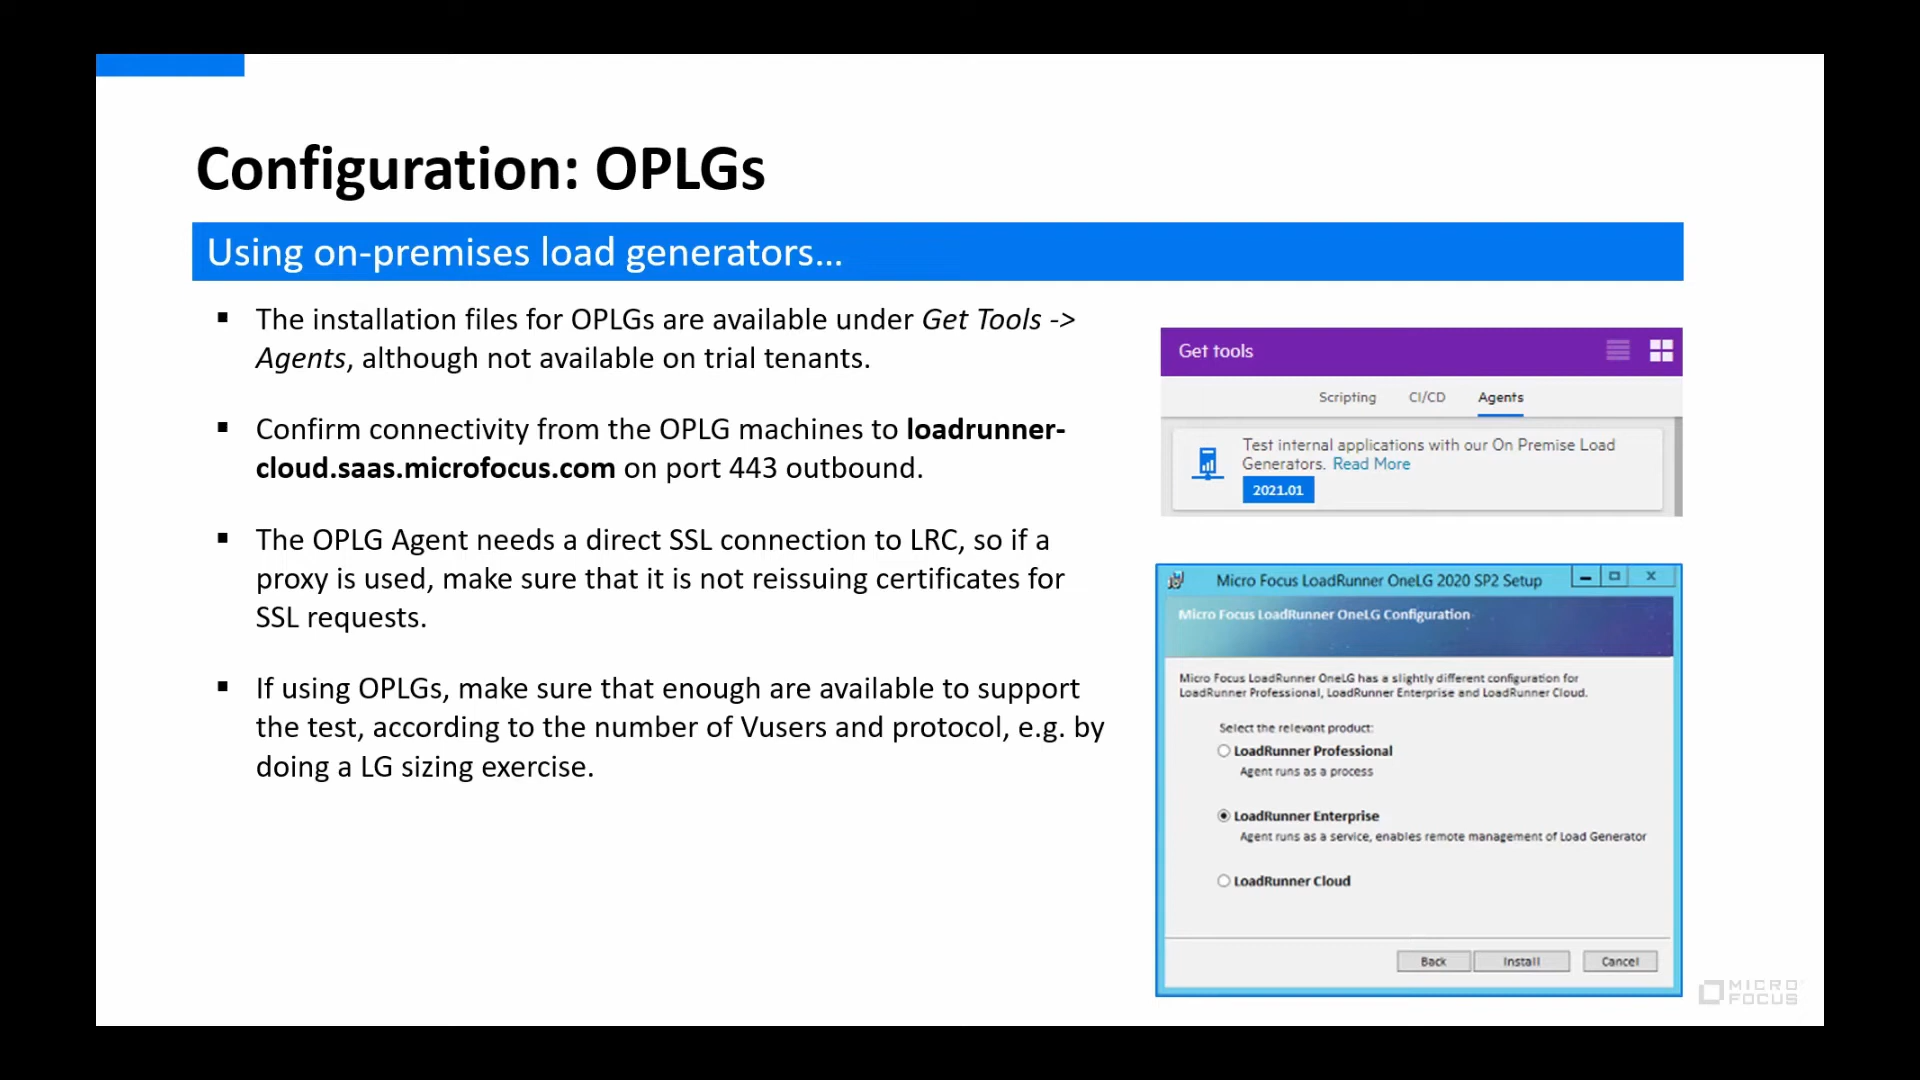 Configuration: OPLGs
Using on-premises load generators...
▪ The installation files for OPLGs are available under Get Tools ->
Agents, although not available on trial tenants.
▪ Confirm connectivity from the OPLG machines to loadrunner-
cloud.saas.microfocus.com on port 443 outbound.
▪ The OPLG Agent needs a direct SSL connection to LRC, so if a
proxy is used, make sure that it is not reissuing certificates for
SSL requests.
▪ If using OPLGs, make sure that enough are available to support
the test, according to the number of Vusers and protocol, e.g. by
doing a LG sizing exercise.
Get tools
Scripting CI/CD Agents
Test internal applications with our On Premise Load
Generators. Read More
2021.01
Micro Focus LoadRunner OneLG 2020 SP2 Setup
Micro Focus LoadRunner OneLG Configuration
Micro Focus LoadRunner OneLG has a slightly different configuration for
LoadRunner Professional, LoadRunner Enterprise and LoadRunner Cloud.
Select the relevant product:
LoadRunner Professional
Agent runs as a process
LoadRunner Enterprise
Agent runs as a service, enables remote management of Load Generator
LoadRunner Cloud
Back Install Cancel
MICRO
FOCUS